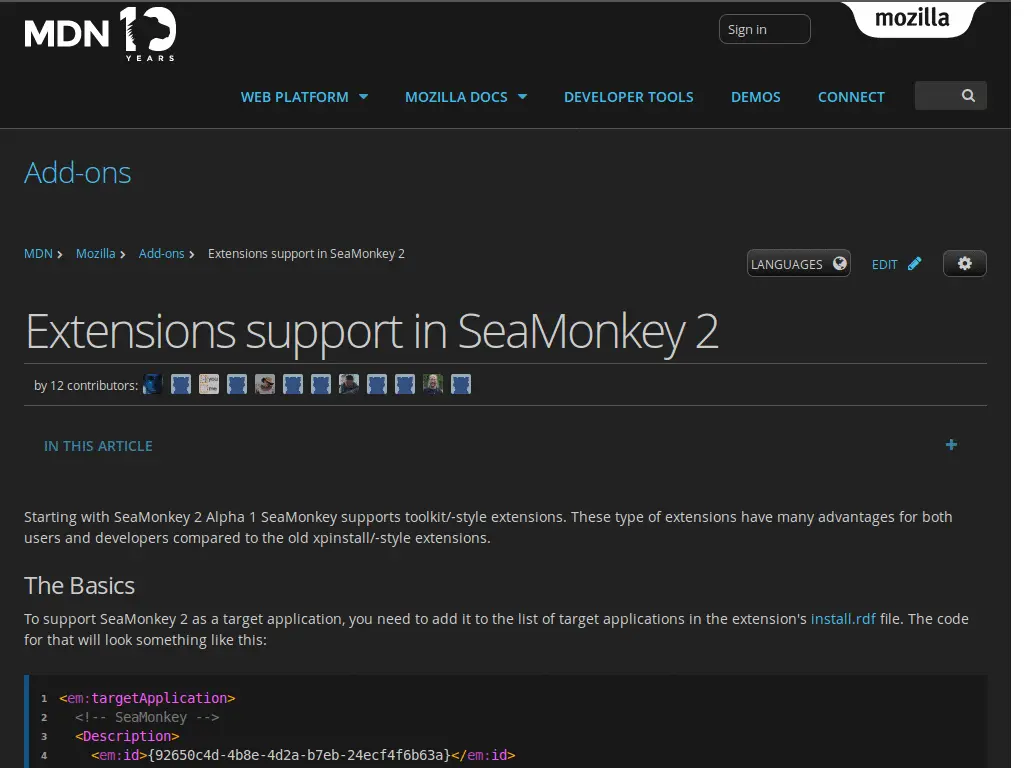 MDN 10
YEARS
Sign in
mozilla
WEB PLATFORM
MOZILLA DOCS
DEVELOPER TOOLS
DEMOS
CONNECT
Add-ons
MDN
Mozilla
Add-ons
Extensions support in SeaMonkey 2
LANGUAGES
EDIT
Extensions support in SeaMonkey 2
by 12 contributors:
IN THIS ARTICLE
+
Starting with SeaMonkey 2 Alpha 1 SeaMonkey supports toolkit/-style extensions. These type of extensions have many advantages for both
users and developers compared to the old xpinstall/-style extensions.
The Basics
To support SeaMonkey 2 as a target application, you need to add it to the list of target applications in the extension's install.rdf file. The code
for that will look something like this:
1 <em:targetApplication>
2 <!-- SeaMonkey -->
3 <Description>
4 <em:id>{92650c4d-4b8e-4d2a-b7eb-24ecf4f6b63a}</em:id>